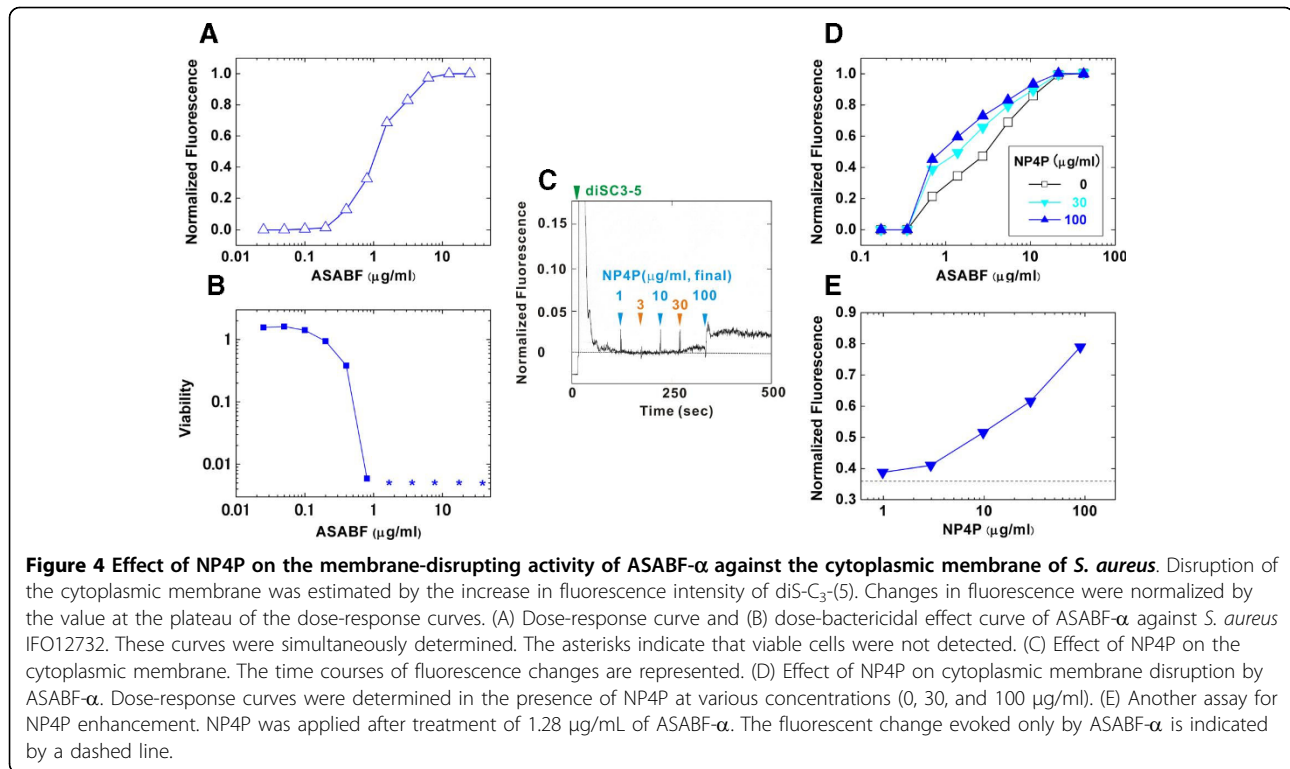 A
Normalized Fluorescence
1.0
0.8
0.6
0.4
0.2
0.0
0.01
0.1
1
10
100
ASABF (μg/ml)
B
Viability
1
0.1
0.01
0.01
0.1
1
10
ASABF (μg/ml)
C
diSC3-5
Normalized Fluorescence
0.15
0.10
0.05
0
NP4P(μg/ml, final)
1
3
10
30
100
0
250
500
Time (sec)
D
Normalized Fluorescence
1.0
0.8
0.6
0.4
0.2
0.0
NP4P (μg/ml)
0
30
100
0.1
1
10
100
ASABF (μg/ml)
E
Normalized Fluorescence
0.8
0.7
0.6
0.5
0.4
0.3
1
10
100
NP4P (μg/ml)
Figure 4 Effect of NP4P on the membrane-disrupting activity of ASABF-α against the cytoplasmic membrane of S. aureus. Disruption of
the cytoplasmic membrane was estimated by the increase in fluorescence intensity of diS-C₃-(5). Changes in fluorescence were normalized by
the value at the plateau of the dose-response curves. (A) Dose-response curve and (B) dose-bactericidal effect curve of ASABF-α against S. aureus
IFO12732. These curves were simultaneously determined. The asterisks indicate that viable cells were not detected. (C) Effect of NP4P on the
cytoplasmic membrane. The time courses of fluorescence changes are represented. (D) Effect of NP4P on cytoplasmic membrane disruption by
ASABF-α. Dose-response curves were determined in the presence of NP4P at various concentrations (0, 30, and 100 μg/ml). (E) Another assay for
NP4P enhancement. NP4P was applied after treatment of 1.28 μg/mL of ASABF-α. The fluorescent change evoked only by ASABF-α is indicated
by a dashed line.